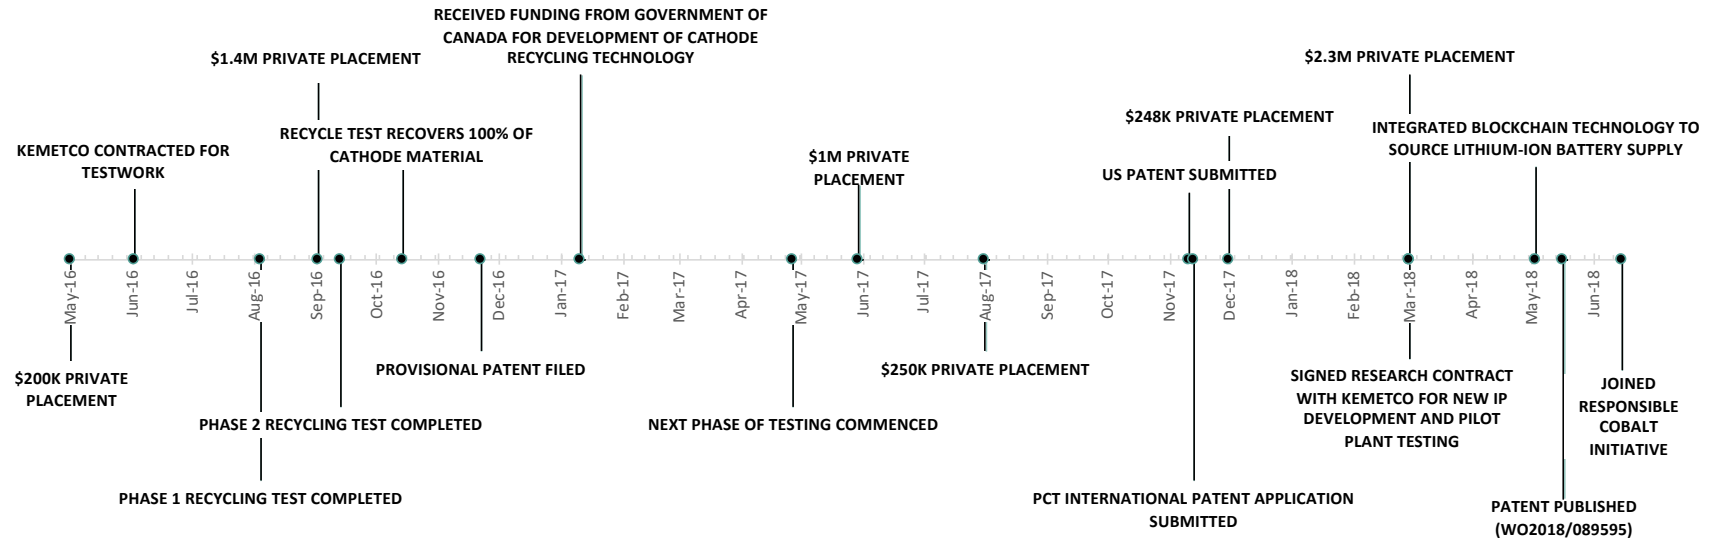 RECEIVED FUNDING FROM GOVERNMENT OF
CANADA FOR DEVELOPMENT OF CATHODE
RECYCLING TECHNOLOGY
$1.4M PRIVATE PLACEMENT
$2.3M PRIVATE PLACEMENT
KEMETCO CONTRACTED FOR
TESTWORK
RECYCLE TEST RECOVERS 100% OF
CATHODE MATERIAL
$1M PRIVATE
PLACEMENT
$248K PRIVATE PLACEMENT
US PATENT SUBMITTED
INTEGRATED BLOCKCHAIN TECHNOLOGY TO
SOURCE LITHIUM-ION BATTERY SUPPLY
May-16
Jun-16
Jul-16
Aug-16
Sep-16
Oct-16
Nov-16
Dec-16
Jan-17
Feb-17
Mar-17
Apr-17
May-17
Jun-17
Jul-17
Aug-17
Sep-17
Oct-17
Nov-17
Dec-17
Jan-18
Feb-18
Mar-18
Apr-18
May-18
Jun-18
$200K PRIVATE
PLACEMENT
PROVISIONAL PATENT FILED
$250K PRIVATE PLACEMENT
PHASE 2 RECYCLING TEST COMPLETED
NEXT PHASE OF TESTING COMMENCED
SIGNED RESEARCH CONTRACT
WITH KEMETCO FOR NEW IP
DEVELOPMENT AND PILOT
PLANT TESTING
JOINED
RESPONSIBLE
COBALT
INITIATIVE
PHASE 1 RECYCLING TEST COMPLETED
PCT INTERNATIONAL PATENT APPLICATION
SUBMITTED
PATENT PUBLISHED
(WO2018/089595)